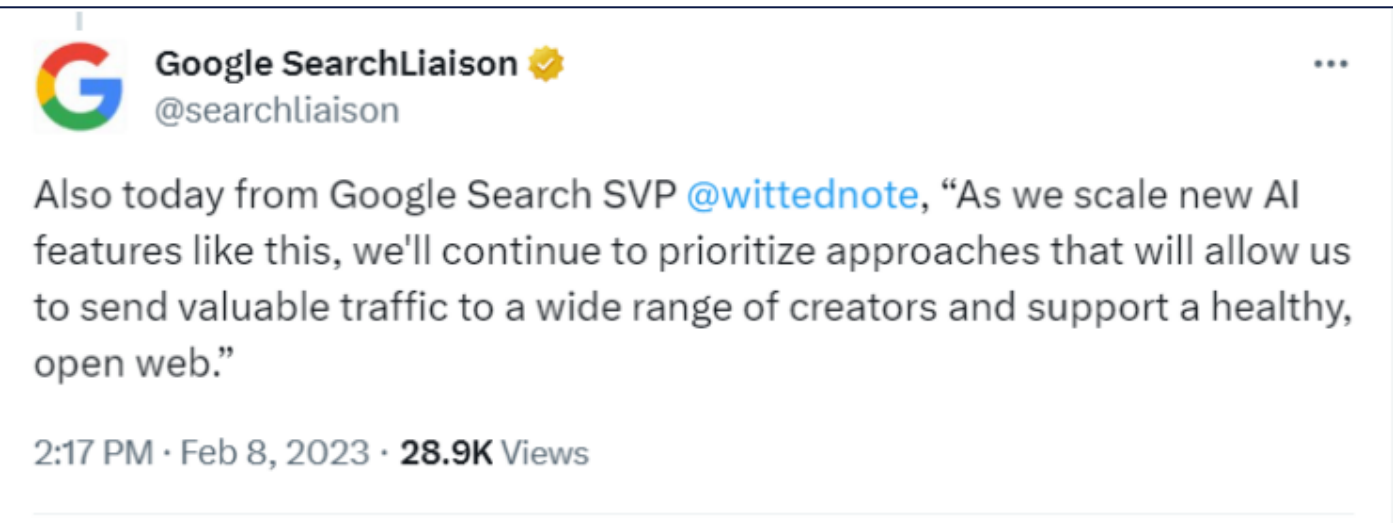 Google SearchLiaison
@searchliaison
Also today from Google Search SVP @wittednote, “As we scale new AI
features like this, we'll continue to prioritize approaches that will allow us
to send valuable traffic to a wide range of creators and support a healthy,
open web.”
2:17 PM · Feb 8, 2023 · 28.9K Views